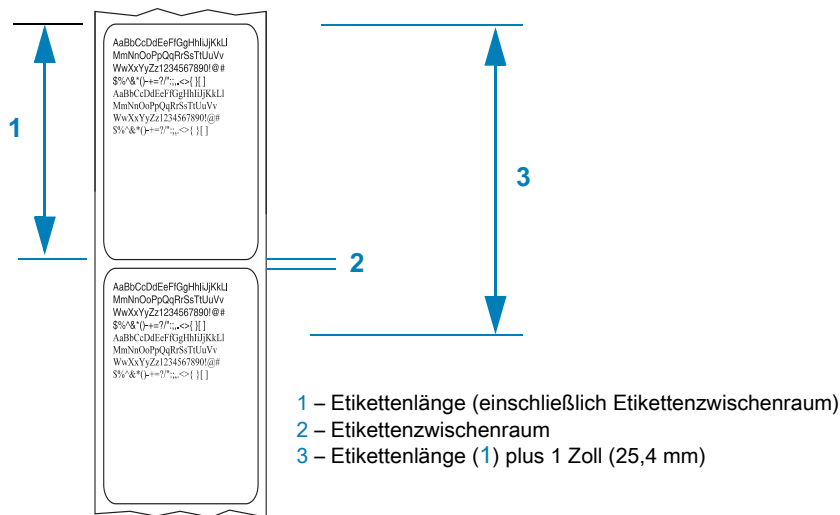 AaBbCcDdEeFfGgHhIiJjKkLl
MmNnOoPpQqRrSsTtUuVv
WwXxYyZz1234567890!@#
$%^&*()-+=?/":;,.<>{ }[ ]
AaBbCcDdEeFfGgHhIiJjKkLl
MmNnOoPpQqRrSsTtUuVv
WwXxYyZz1234567890!@#
$%^&*()-+=?/":;,.<>{ }[ ]
1
3
2
AaBbCcDdEeFfGgHhIiJjKkLl
MmNnOoPpQqRrSsTtUuVv
WwXxYyZz1234567890!@#
$%^&*()-+=?/":;,.<>{ }[ ]
AaBbCcDdEeFfGgHhIiJjKkLl
MmNnOoPpQqRrSsTtUuVv
WwXxYyZz1234567890!@#
$%^&*()-+=?/":;,.<>{ }[ ]
1 – Etikettenlänge (einschließlich Etikettenzwischenraum)
2 – Etikettenzwischenraum
3 – Etikettenlänge (1) plus 1 Zoll (25,4 mm)